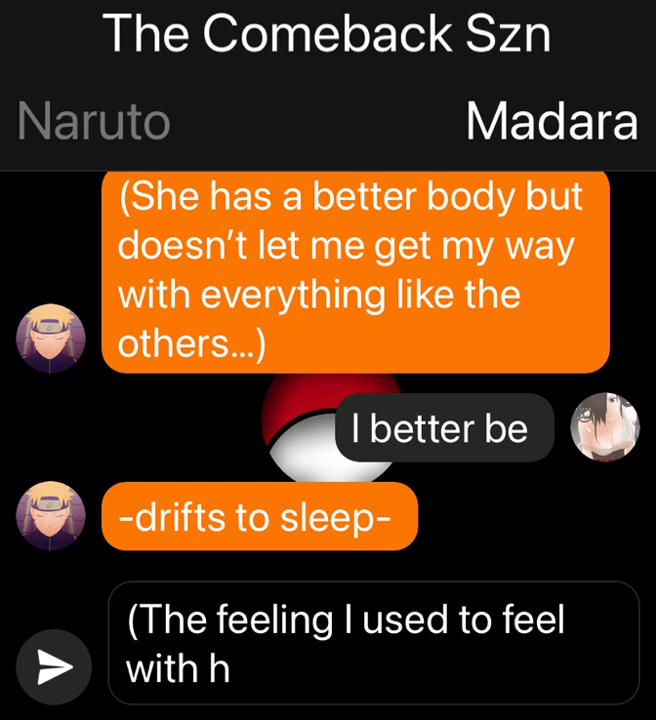 The Comeback Szn
Naruto
Madara
(She has a better body but
doesn’t let me get my way
with everything like the
others...)
I better be
-drifts to sleep-
(The feeling I used to feel
with h